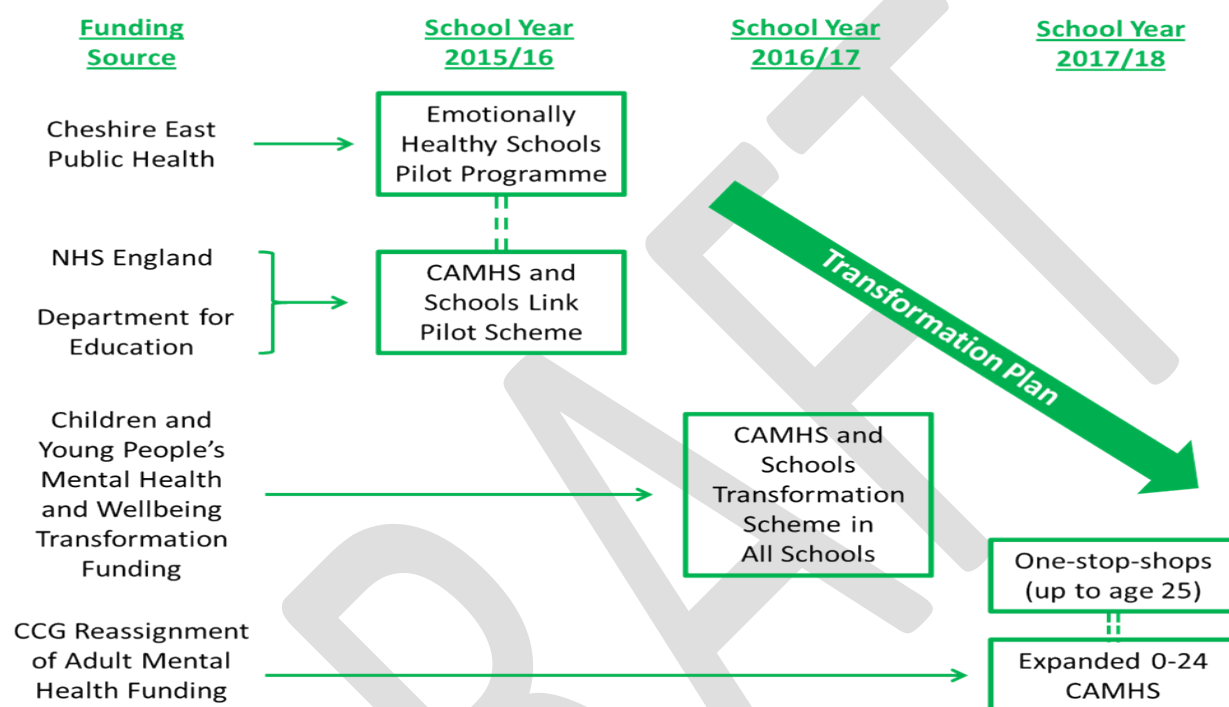 Funding
Source
School Year
2015/16
School Year
2016/17
School Year
2017/18
Cheshire East
Public Health
Emotionally
Healthy Schools
Pilot Programme
NHS England
Department for
Education
CAMHS and
Schools Link
Pilot Scheme
Transformation Plan
Children and
Young People’s
Mental Health
and Wellbeing
Transformation
Funding
CAMHS and
Schools
Transformation
Scheme in
All Schools
One-stop-shops
(up to age 25)
CCG Reassignment
of Adult Mental
Health Funding
Expanded 0-24
CAMHS
DRAFT